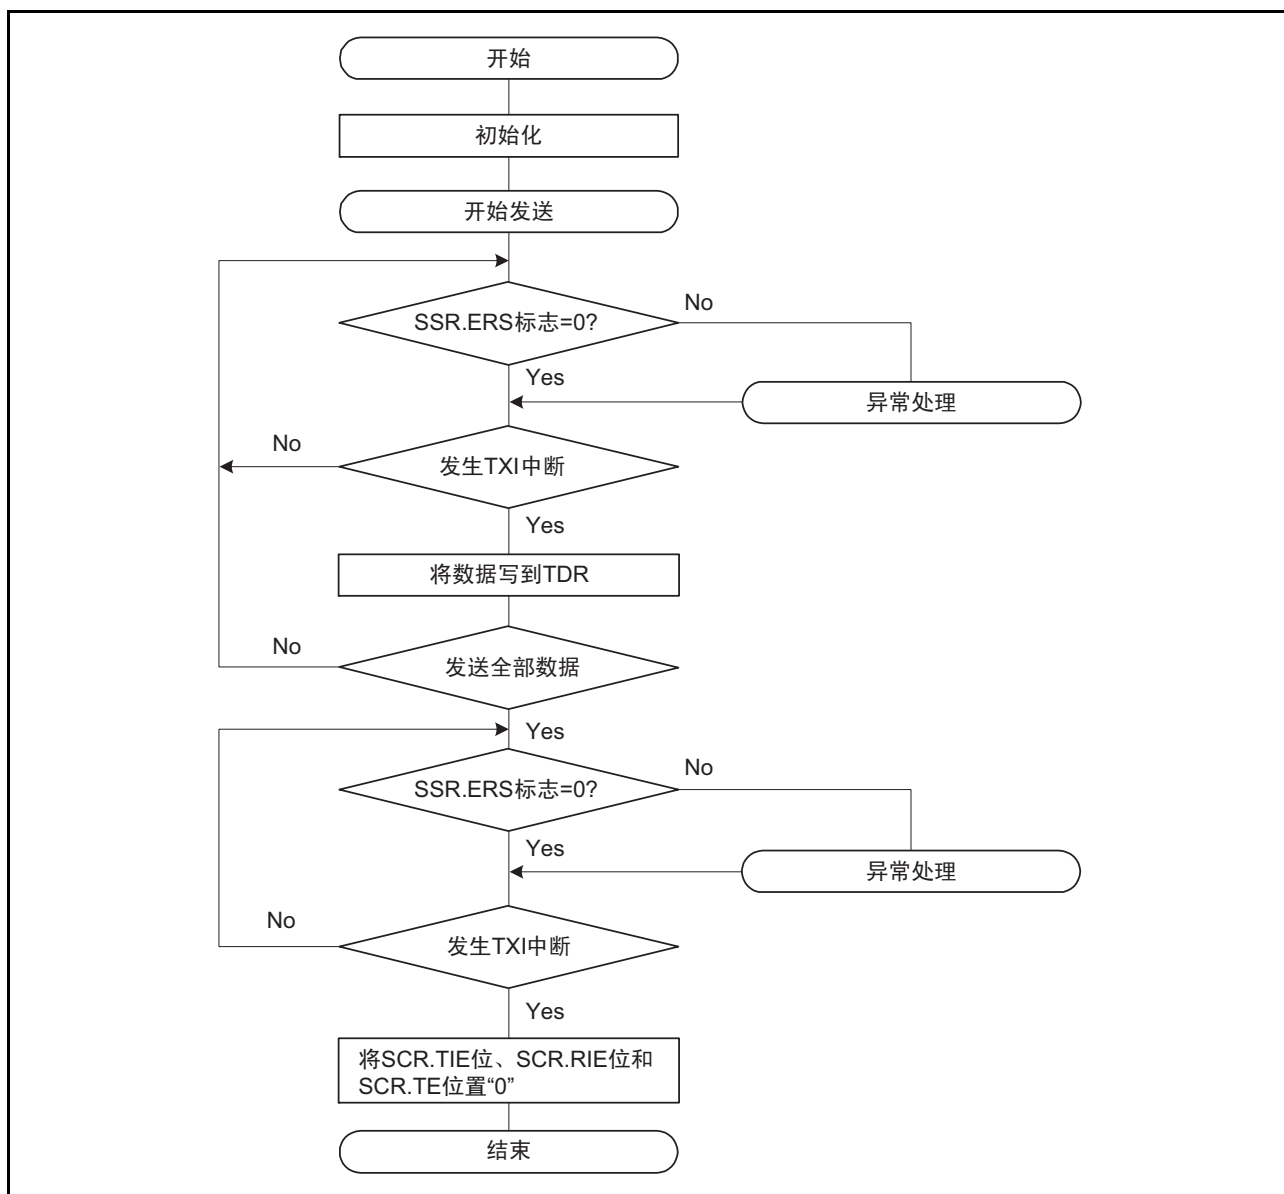 开始
初始化
开始发送
SSR.ERS标志=0?
No
Yes
异常处理
No
发生TXI中断
Yes
将数据写到TDR
No
发送全部数据
Yes
SSR.ERS标志=0?
No
Yes
异常处理
No
发生TXI中断
Yes
将SCR.TIE位、SCR.RIE位和
SCR.TE位置“0”
结束